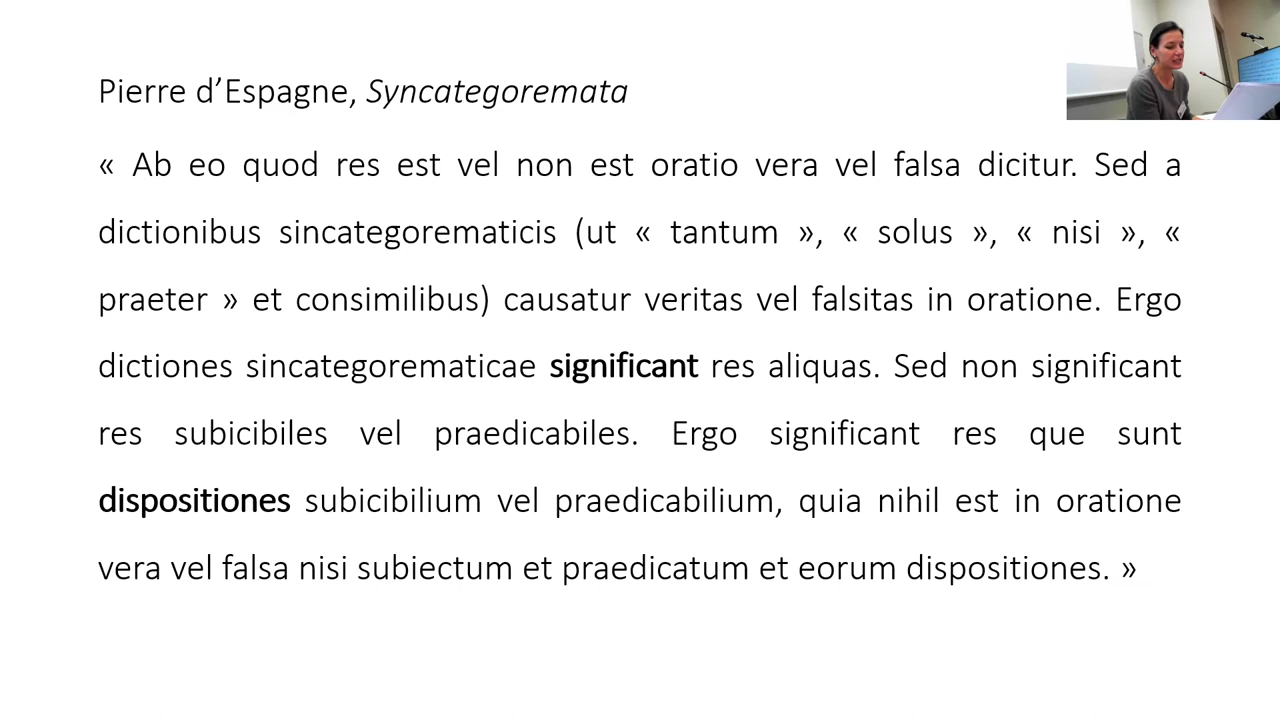 Pierre d’Espagne, Syncategoremata
« Ab eo quod res est vel non est oratio vera vel falsa dicitur. Sed a
dictionibus sincategorematicis (ut « tantum », « solus », « nisi », «
praeter » et consimilibus) causatur veritas vel falsitas in oratione. Ergo
dictiones sincategorematicae significant res aliquas. Sed non significant
res subicibiles vel praedicabiles. Ergo significant res que sunt
dispositiones subicibilium vel praedicabilium, quia nihil est in oratione
vera vel falsa nisi subiectum et praedicatum et eorum dispositiones. »